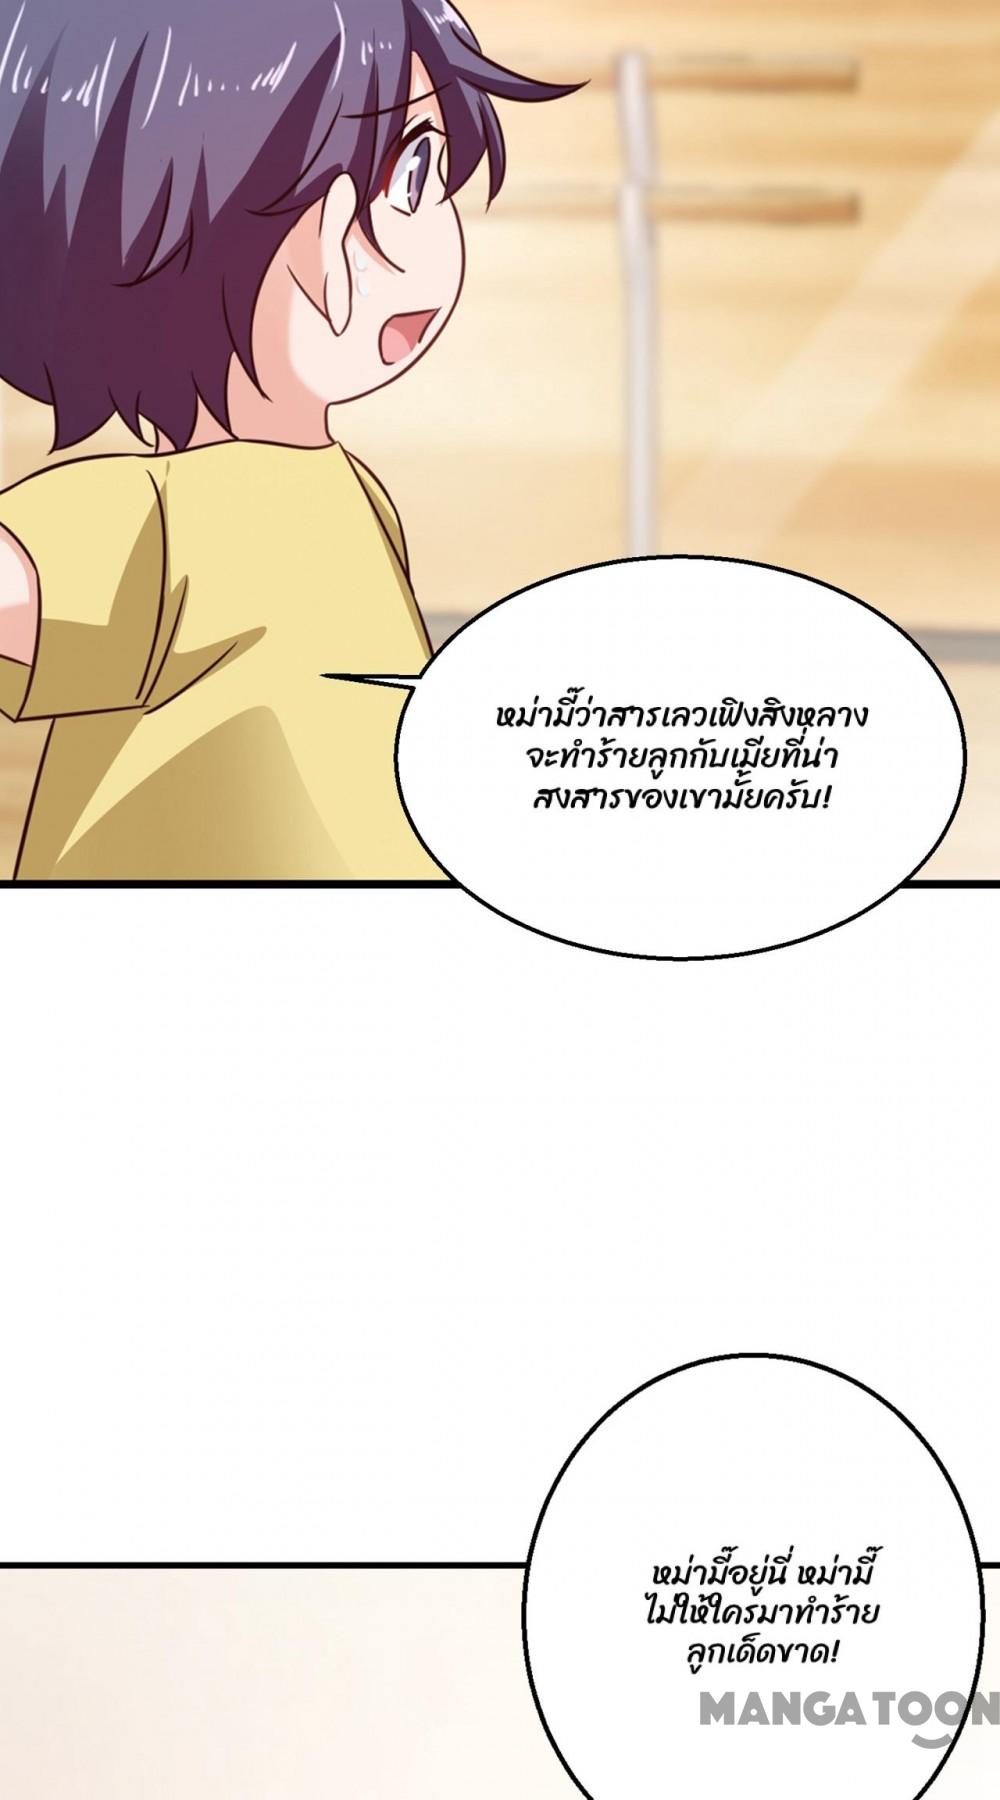 หม่ามี๊ว่าสารเลวเฟิงสิงหลาง
จะทำร้ายลูกกับเมียที่น่า
สงสารของเขามั้ยครับ!
หม่ามี๊อยู่นี่ หม่ามี๊
ไม่ให้ใครมาทำร้าย
ลูกเด็ดขาด!
MANGATOON